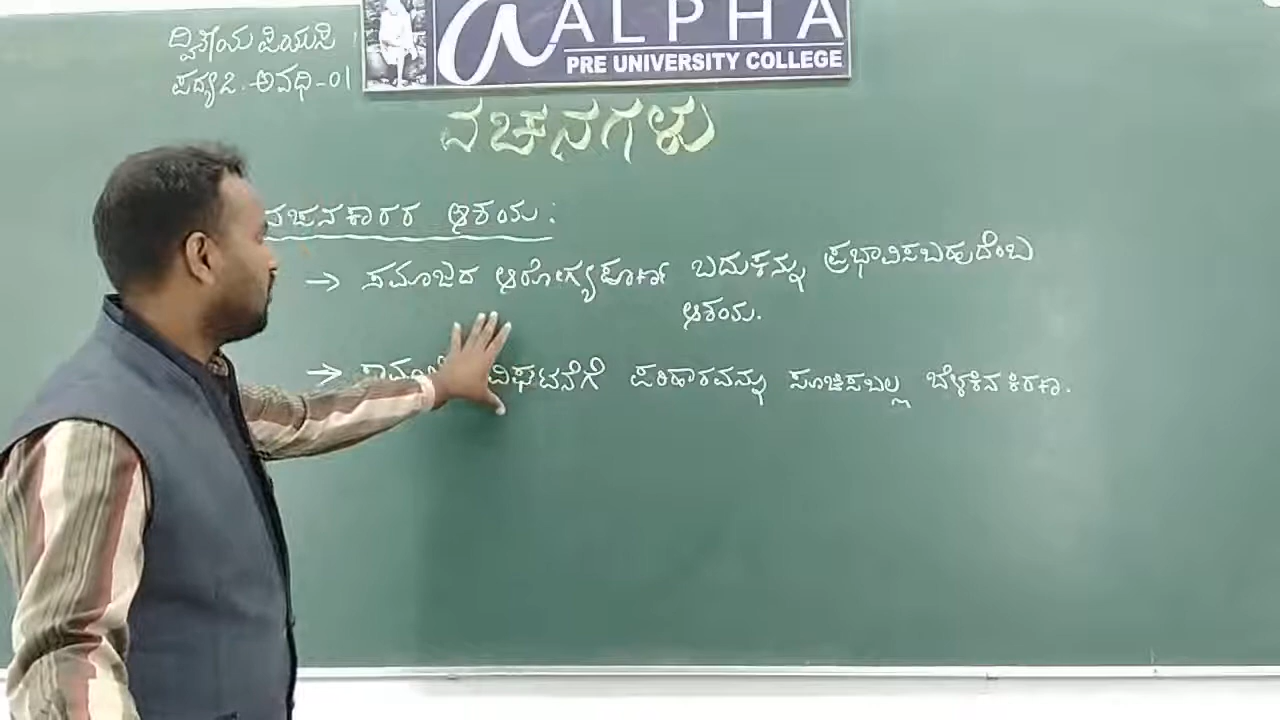 ದ್ವಿತೀಯ ಪಿಯುಸಿ
ಪದ್ಯ೭೨.ಅವಧಿ-01
a ALPHA
PRE UNIVERSITY COLLEGE
ವಚನಗಳು
ವಚನಕಾರರ ಆಶಯ:
→ ಸಮಾಜದ ಆರೋಗ್ಯಪೂರ್ಣ ಬದುಕನ್ನು ಪ್ರಭಾವಿಸಬಹುದೆಂಬ
ಆಶಯ.
→ ವಿಘಟನೆಗೆ ಪರಿಹಾರವನ್ನು ಸೂಚಿಸಬಲ್ಲ ಬೆಳಕಿನ ಕಿರಣ.